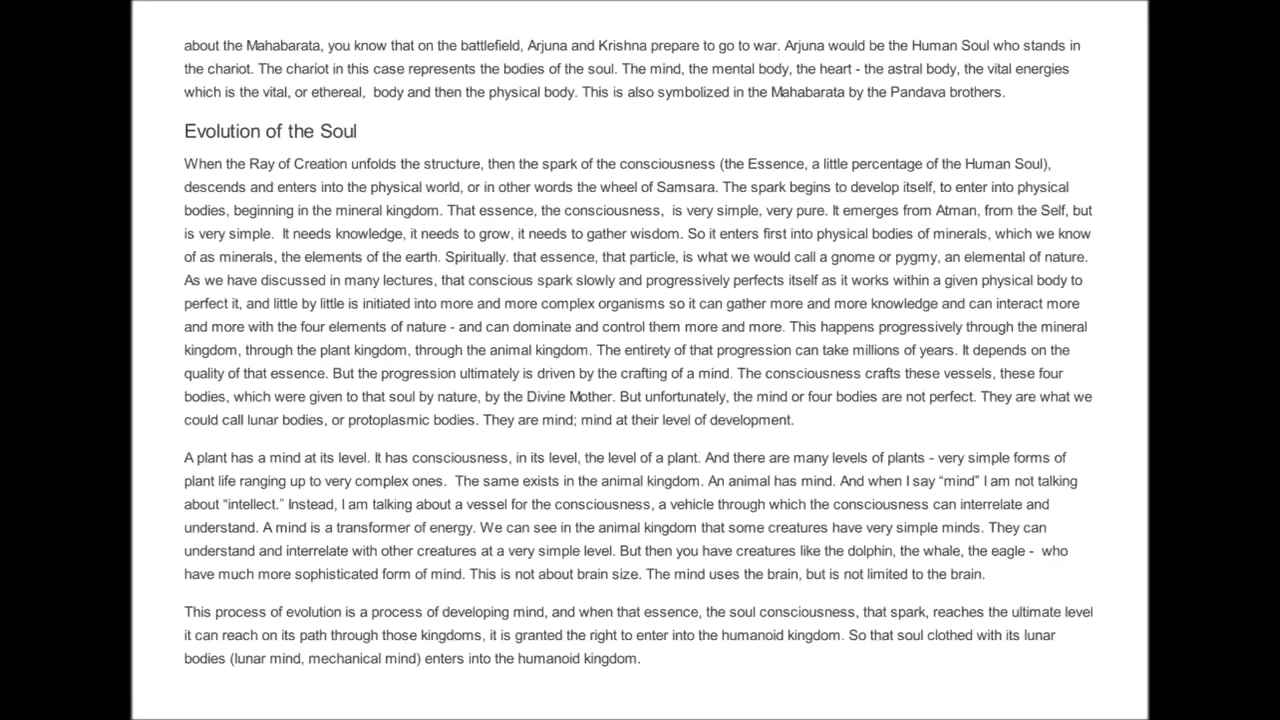 about the Mahabarata, you know that on the battlefield, Arjuna and Krishna prepare to go to war. Arjuna would be the Human Soul who stands in
the chariot. The chariot in this case represents the bodies of the soul. The mind, the mental body, the heart - the astral body, the vital energies
which is the vital, or ethereal,  body and then the physical body. This is also symbolized in the Mahabarata by the Pandava brothers.
Evolution of the Soul
When the Ray of Creation unfolds the structure, then the spark of the consciousness (the Essence, a little percentage of the Human Soul),
descends and enters into the physical world, or in other words the wheel of Samsara. The spark begins to develop itself, to enter into physical
bodies, beginning in the mineral kingdom. That essence, the consciousness,  is very simple, very pure. It emerges from Atman, from the Self, but
is very simple.  It needs knowledge, it needs to grow, it needs to gather wisdom. So it enters first into physical bodies of minerals, which we know
of as minerals, the elements of the earth. Spiritually. that essence, that particle, is what we would call a gnome or pygmy, an elemental of nature.
As we have discussed in many lectures, that conscious spark slowly and progressively perfects itself as it works within a given physical body to
perfect it, and little by little is initiated into more and more complex organisms so it can gather more and more knowledge and can interact more
and more with the four elements of nature - and can dominate and control them more and more. This happens progressively through the mineral
kingdom, through the plant kingdom, through the animal kingdom. The entirety of that progression can take millions of years. It depends on the
quality of that essence. But the progression ultimately is driven by the crafting of a mind. The consciousness crafts these vessels, these four
bodies, which were given to that soul by nature, by the Divine Mother. But unfortunately, the mind or four bodies are not perfect. They are what we
could call lunar bodies, or protoplasmic bodies. They are mind; mind at their level of development.
A plant has a mind at its level. It has consciousness, in its level, the level of a plant. And there are many levels of plants - very simple forms of
plant life ranging up to very complex ones.  The same exists in the animal kingdom. An animal has mind. And when I say “mind” I am not talking
about “intellect.” Instead, I am talking about a vessel for the consciousness, a vehicle through which the consciousness can interrelate and
understand. A mind is a transformer of energy. We can see in the animal kingdom that some creatures have very simple minds. They can
understand and interrelate with other creatures at a very simple level. But then you have creatures like the dolphin, the whale, the eagle -  who
have much more sophisticated form of mind. This is not about brain size. The mind uses the brain, but is not limited to the brain.
This process of evolution is a process of developing mind, and when that essence, the soul consciousness, that spark, reaches the ultimate level
it can reach on its path through those kingdoms, it is granted the right to enter into the humanoid kingdom. So that soul clothed with its lunar
bodies (lunar mind, mechanical mind) enters into the humanoid kingdom.